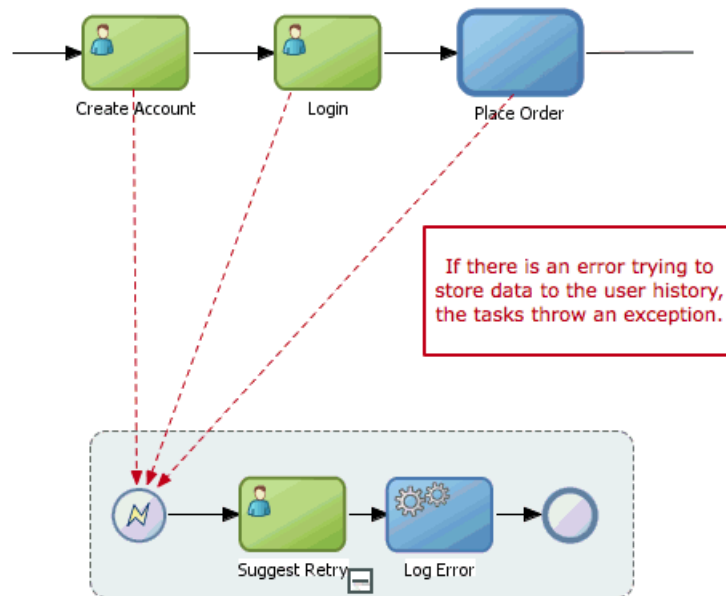 Create Account
Login
Place Order
If there is an error trying to
store data to the user history,
the tasks throw an exception.
Suggest Retry
Log Error